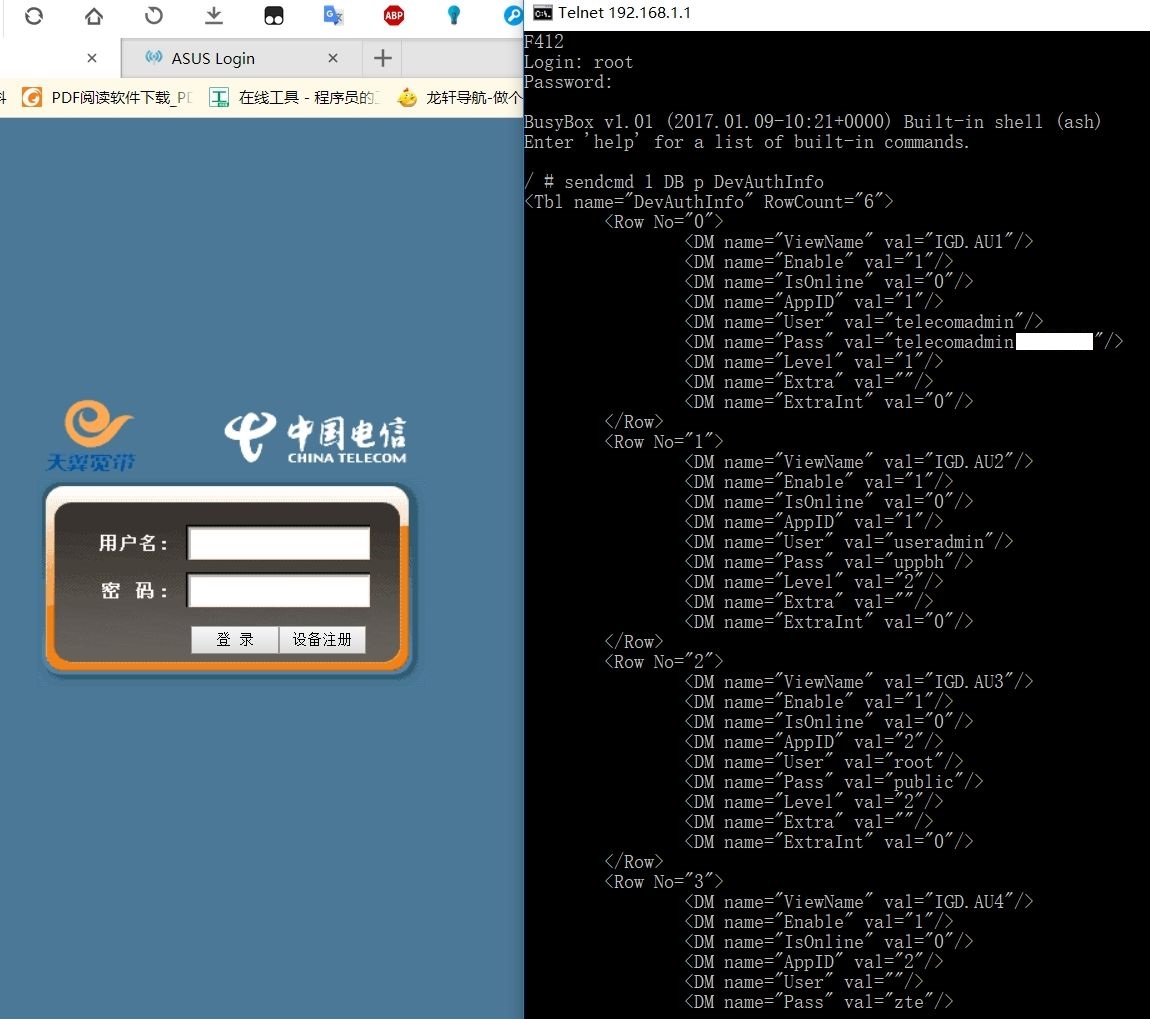 ASUS Login
PDF阅读软件下载_PD
在线工具 - 程序员的工
龙轩导航-做个
天翼宽带
中国电信
CHINA TELECOM
用户名：
密 码：
登 录
设备注册
Telnet 192.168.1.1
F412
Login: root
Password:
BusyBox v1.01 (2017.01.09-10:21+0000) Built-in shell (ash)
Enter 'help' for a list of built-in commands.
/ # sendcmd 1 DB p DevAuthInfo
<Tbl name="DevAuthInfo" RowCount="6">
<Row No="0">
<DM name="ViewName" val="IGD.AU1"/>
<DM name="Enable" val="1"/>
<DM name="IsOnline" val="0"/>
<DM name="AppID" val="1"/>
<DM name="User" val="telecomadmin"/>
<DM name="Pass" val="telecomadmin "/>
<DM name="Level" val="1"/>
<DM name="Extra" val=""/>
<DM name="ExtraInt" val="0"/>
</Row>
<Row No="1">
<DM name="ViewName" val="IGD.AU2"/>
<DM name="Enable" val="1"/>
<DM name="IsOnline" val="0"/>
<DM name="AppID" val="1"/>
<DM name="User" val="useradmin"/>
<DM name="Pass" val="uppbh"/>
<DM name="Level" val="2"/>
<DM name="Extra" val=""/>
<DM name="ExtraInt" val="0"/>
</Row>
<Row No="2">
<DM name="ViewName" val="IGD.AU3"/>
<DM name="Enable" val="1"/>
<DM name="IsOnline" val="0"/>
<DM name="AppID" val="2"/>
<DM name="User" val="root"/>
<DM name="Pass" val="public"/>
<DM name="Level" val="2"/>
<DM name="Extra" val=""/>
<DM name="ExtraInt" val="0"/>
</Row>
<Row No="3">
<DM name="ViewName" val="IGD.AU4"/>
<DM name="Enable" val="1"/>
<DM name="IsOnline" val="0"/>
<DM name="AppID" val="2"/>
<DM name="User" val=""/>
<DM name="Pass" val="zte"/>